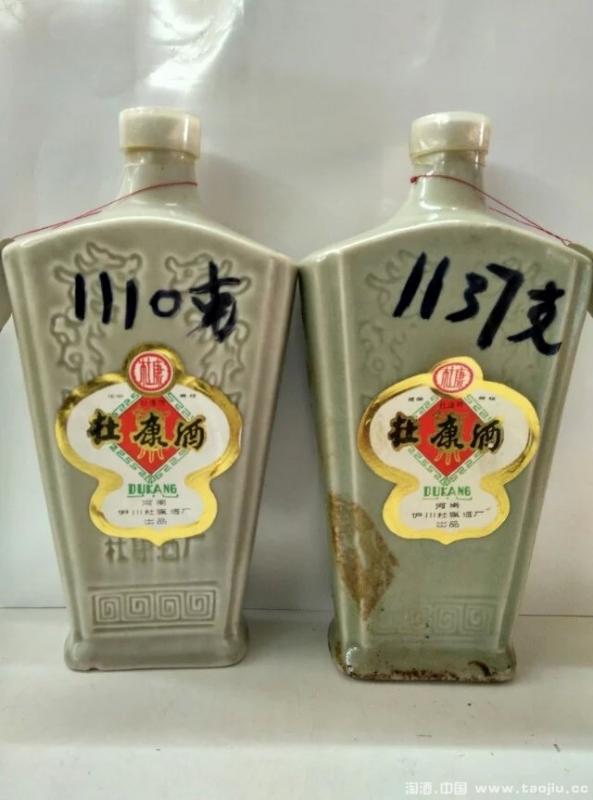 1110克
杜康
杜康酒
DUKANG
河南
伊川杜康酒厂
出品
杜康酒厂
1137克
杜康
杜康酒
DUKANG
河南
伊川杜康酒厂
出品
淘酒.中国 www.taojiu.cc